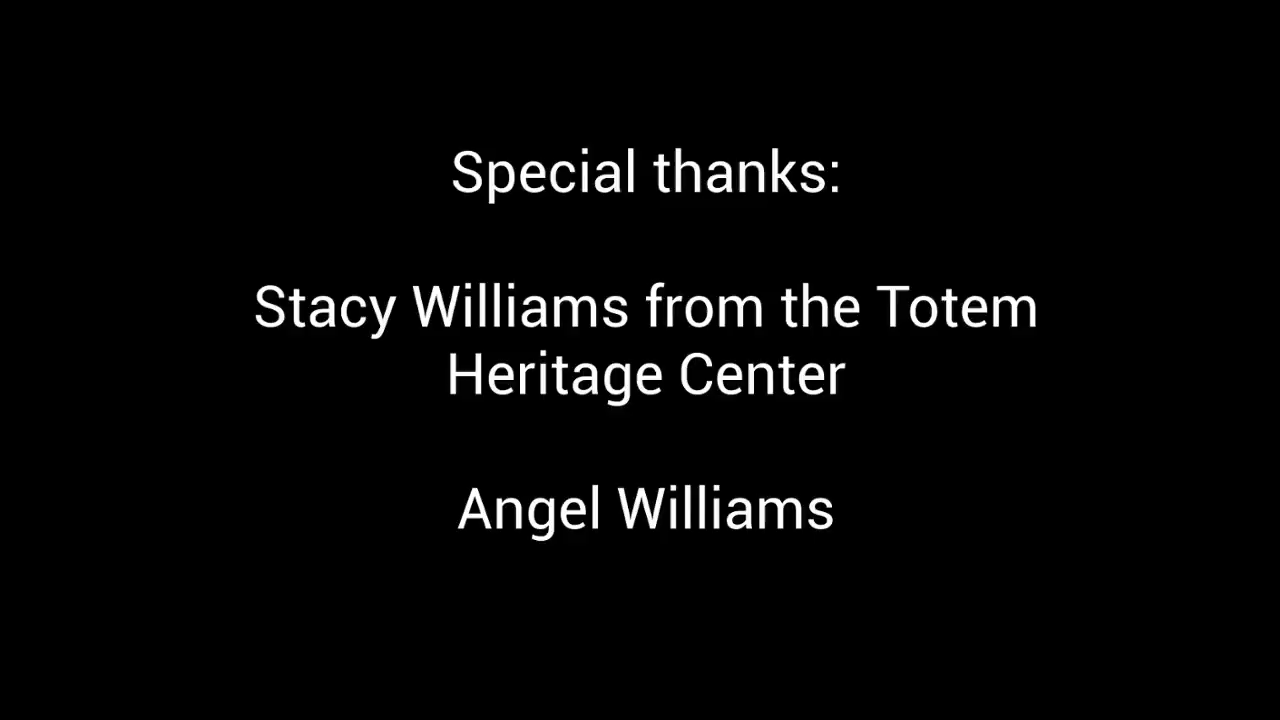 Special thanks:
Stacy Williams from the Totem
Heritage Center
Angel Williams